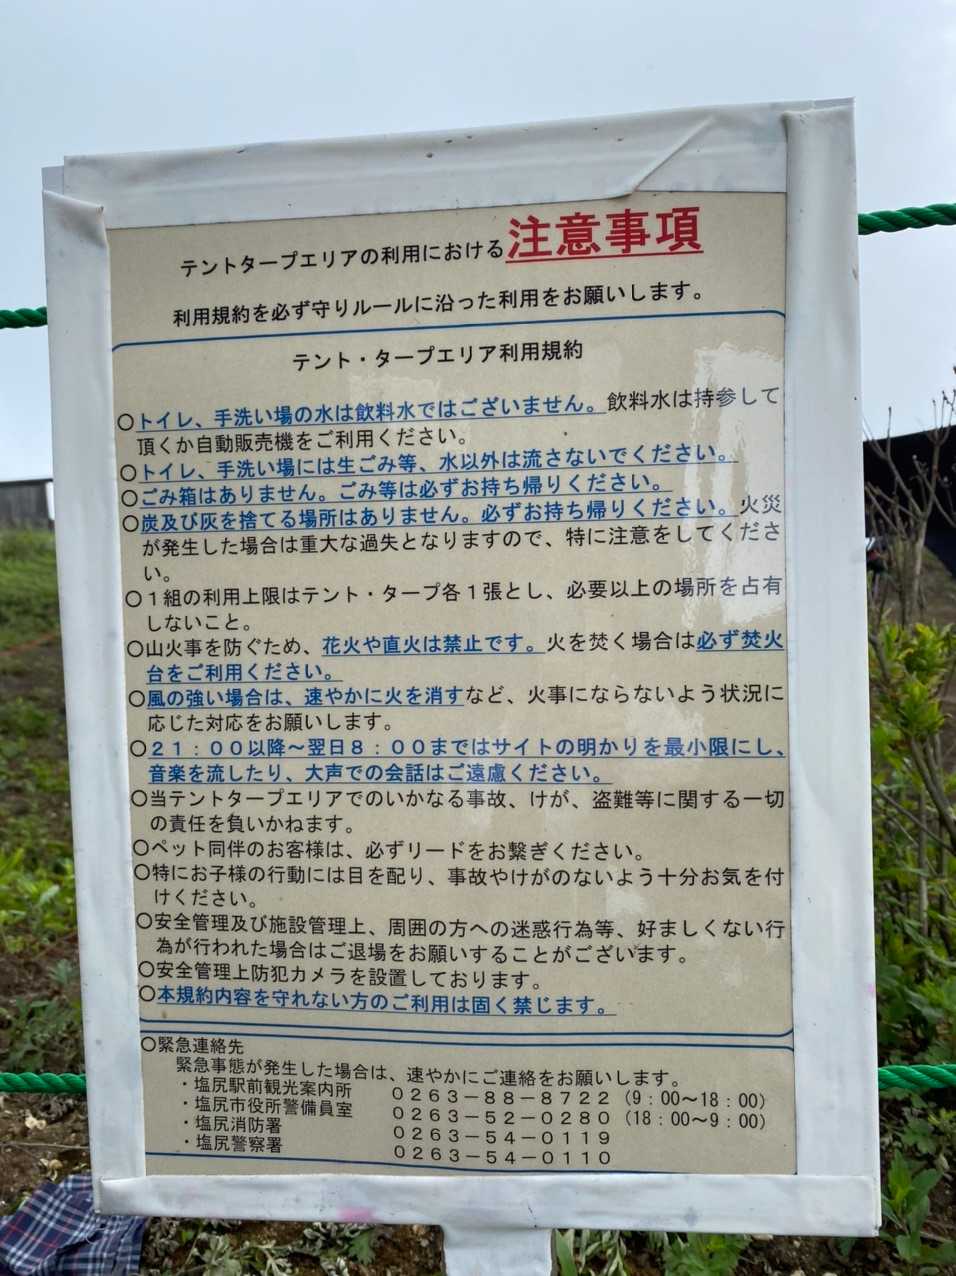 テントタープエリアの利用における注意事項
利用規約を必ず守りルールに沿った利用をお願いします。
テント・タープエリア利用規約
○トイレ、手洗い場の水は飲料水ではございません。飲料水は持参して
頂くか自動販売機をご利用ください。
○トイレ、手洗い場には生ごみ等、水以外は流さないでください。
○ごみ箱はありません。ごみ等は必ずお持ち帰りください。
○炭及び灰を捨てる場所はありません。必ずお持ち帰りください。火災
が発生した場合は重大な過失となりますので、特に注意をしてくださ
い。
○１組の利用上限はテント・タープ各１張とし、必要以上の場所を占有
しないこと。
○山火事を防ぐため、花火や直火は禁止です。火を焚く場合は必ず焚火
台をご利用ください。
○風の強い場合は、速やかに火を消すなど、火事にならないよう状況に
応じた対応をお願いします。
○２１：００以降～翌日８：００まではサイトの明かりを最小限にし、
音楽を流したり、大声での会話はご遠慮ください。
○当テントタープエリアでのいかなる事故、けが、盗難等に関する一切
の責任を負いかねます。
○ペット同伴のお客様は、必ずリードをお繋ぎください。
○特にお子様の行動には目を配り、事故やけがのないよう十分お気を付
けください。
○安全管理及び施設管理上、周囲の方への迷惑行為等、好ましくない行
為が行われた場合はご退場をお願いすることがございます。
○安全管理上防犯カメラを設置しております。
○本規約内容を守れない方のご利用は固く禁じます。
○緊急連絡先
緊急事態が発生した場合は、速やかにご連絡をお願いします。
・塩尻駅前観光案内所 ０２６３－８８－８７２２（９：００～１８：００）
・塩尻市役所警備員室 ０２６３－５２－０２８０（１８：００～９：００）
・塩尻消防署 ０２６３－５４－０１１９
・塩尻警察署 ０２６３－５４－０１１０